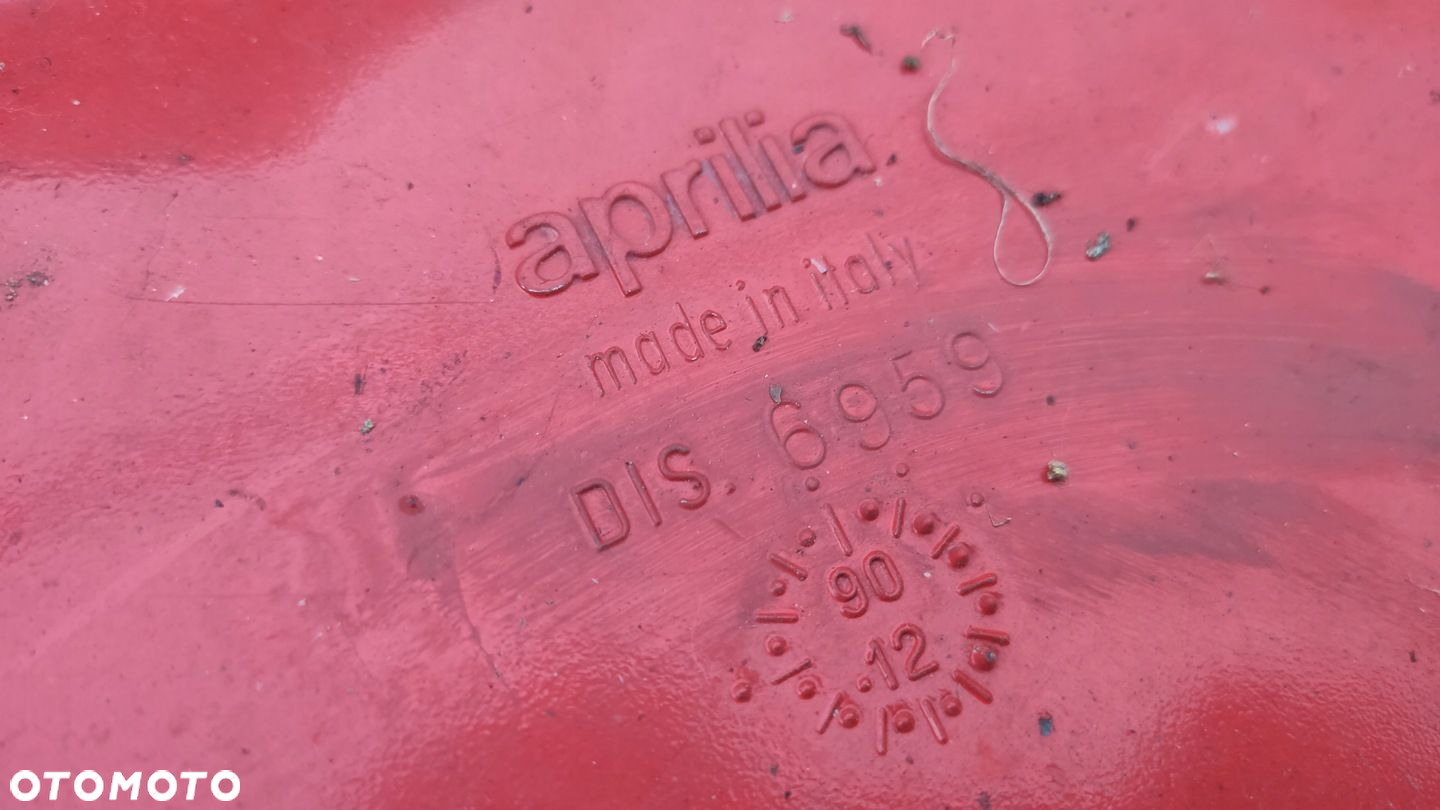 aprilia
made in italy
DIS. 6959
90
12
OTOMOTO